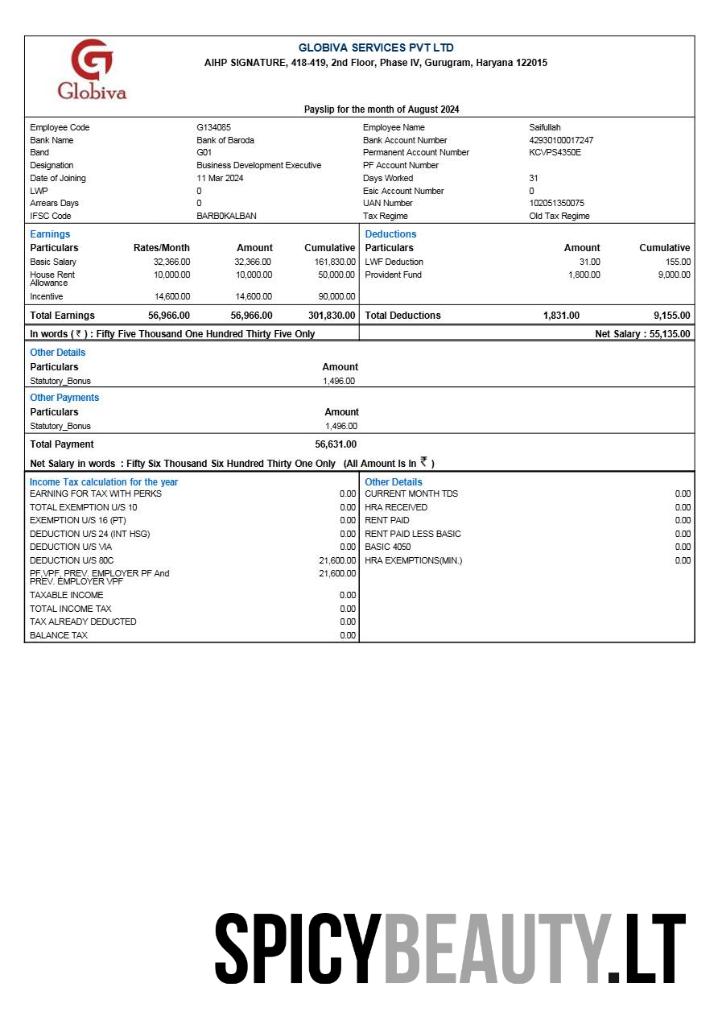 Globiva
GLOBIVA SERVICES PVT LTD
AIHP SIGNATURE, 418-419, 2nd Floor, Phase IV, Gurugram, Haryana 122015
Payslip for the month of August 2024
Employee Code G134085 Employee Name Saifullah
Bank Name Bank of Baroda Bank Account Number 42930100017247
Band G01 Permanent Account Number KCVPS4350E
Designation Business Development Executive PF Account Number
Date of Joining 11 Mar 2024 Days Worked 31
LWP 0 Esic Account Number 0
Arrears Days 0 UAN Number 102051350075
IFSC Code BARB0KALBAN Tax Regime Old Tax Regime
Earnings Deductions
Particulars Rates/Month Amount Cumulative Particulars Amount Cumulative
Basic Salary 32,366.00 32,366.00 161,830.00 LWF Deduction 31.00 155.00
House Rent 10,000.00 10,000.00 50,000.00 Provident Fund 1,800.00 9,000.00
Allowance
Incentive 14,600.00 14,600.00 90,000.00
Total Earnings 56,966.00 56,966.00 301,830.00 Total Deductions 1,831.00 9,155.00
In words (₹) : Fifty Five Thousand One Hundred Thirty Five Only Net Salary : 55,135.00
Other Details
Particulars Amount
Statutory_Bonus 1,496.00
Other Payments
Particulars Amount
Statutory_Bonus 1,496.00
Total Payment 56,631.00
Net Salary in words : Fifty Six Thousand Six Hundred Thirty One Only (All Amount Is In ₹ )
Income Tax calculation for the year Other Details
EARNING FOR TAX WITH PERKS 0.00 CURRENT MONTH TDS 0.00
TOTAL EXEMPTION U/S 10 0.00 HRA RECEIVED 0.00
EXEMPTION U/S 16 (PT) 0.00 RENT PAID 0.00
DEDUCTION U/S 24 (INT HSG) 0.00 RENT PAID LESS BASIC 0.00
DEDUCTION U/S VIA 0.00 BASIC 4050 0.00
DEDUCTION U/S 80C 21,600.00 HRA EXEMPTIONS(MIN.) 0.00
PF,VPF, PREV. EMPLOYER PF And 21,600.00
PREV. EMPLOYER VPF
TAXABLE INCOME 0.00
TOTAL INCOME TAX 0.00
TAX ALREADY DEDUCTED 0.00
BALANCE TAX 0.00
SPICYBEAUTY.LT